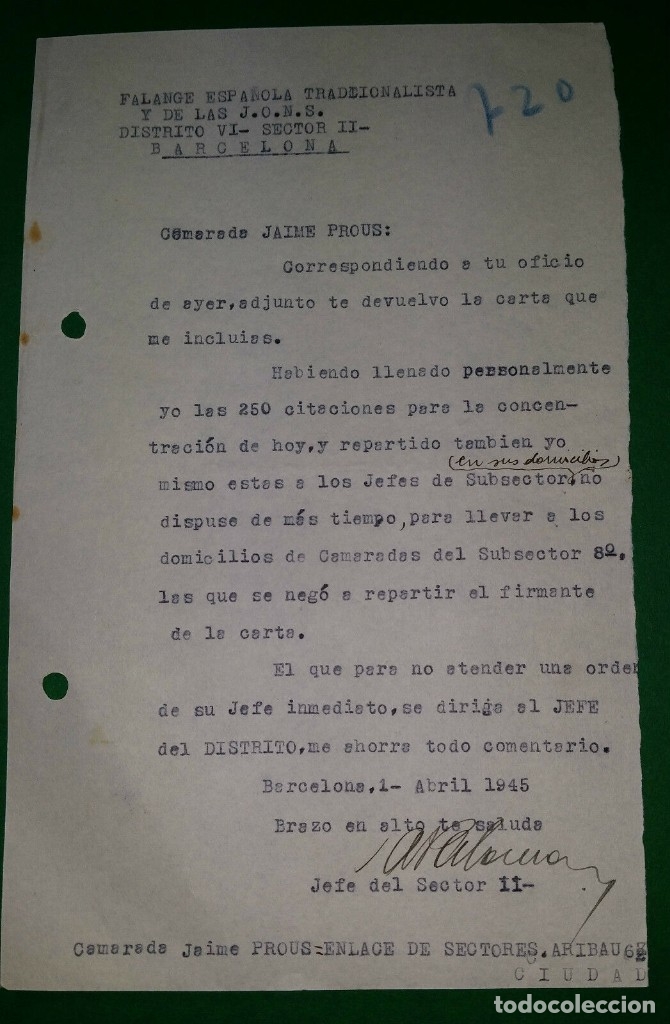 720
FALANGE ESPAÑOLA TRADDIONALISTA
Y DE LAS J.O.N.S.
DISTRITO VI- SECTOR II-
BARCELONA
Camarada JAIME PROUS:
Correspondiendo a tu oficio
de ayer, adjunto te devuelvo la carta que
me incluias.
Habiendo llenado personalmente
yo las 250 citaciones para la concen-
tración de hoy, y repartido tambien yo
(en sus domicilios)
mismo estas a los Jefes de Subsector, no
dispuse de más tiempo, para llevar a los
domicilios de Camaradas del Subsector 8º.
las que se negó a repartir el firmante
de la carta.
El que para no atender una orden
de su Jefe inmediato, se dirija al JEFE
del DISTRITO, me ahorra todo comentario.
Barcelona, 1- Abril 1945
Brazo en alto te saluda
Jefe del Sector II-
Camarada Jaime PROUS=ENLACE DE SECTORES. ARIBAU
CIUDAD
todocoleccion